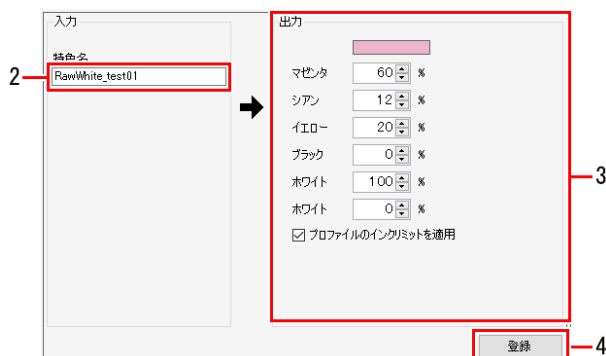 入力
特色名
2
RawWhite_test01
出力
マゼンタ 60 %
シアン 12 %
イエロー 20 %
ブラック 0 %
ホワイト 100 %
ホワイト 0 %
プロファイルのインクリミットを適用
3
登録
4